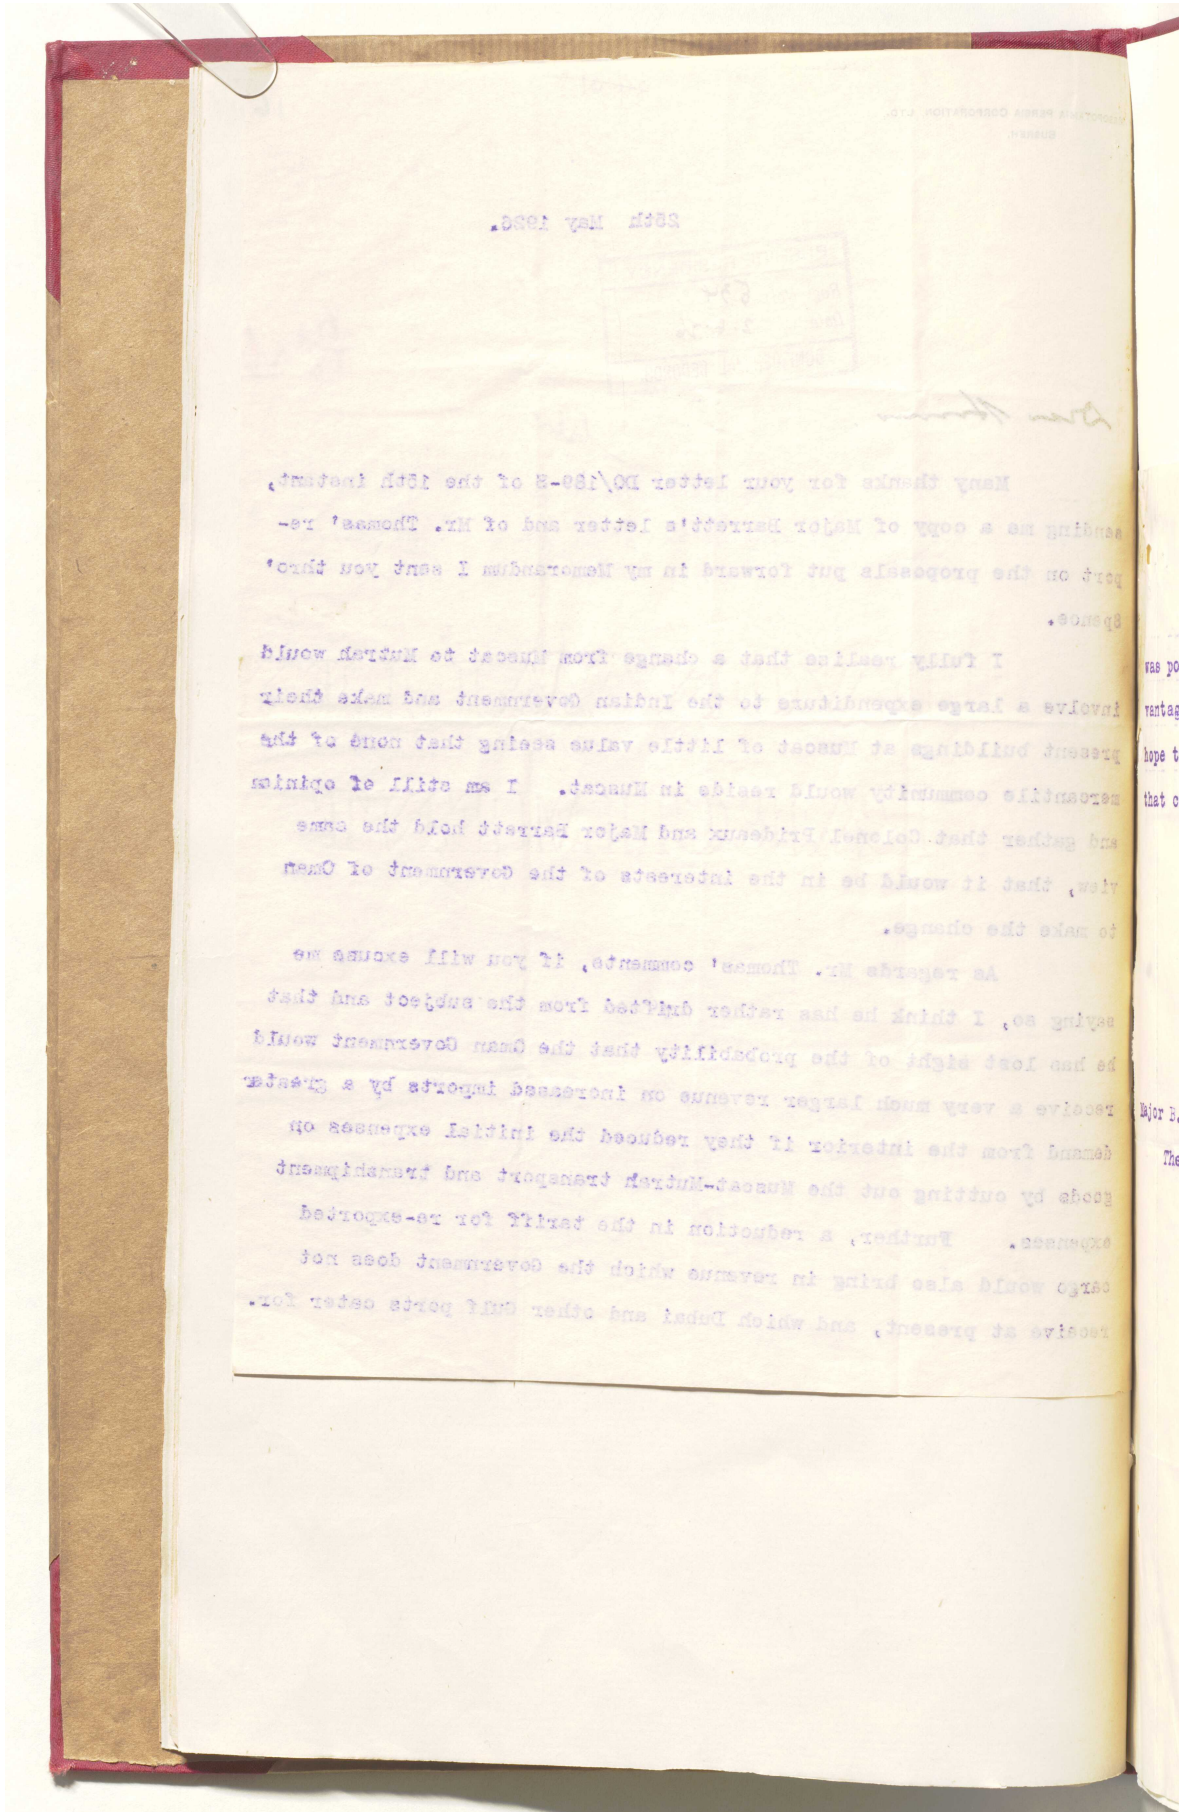 MESOPOTAMIA PERSIA CORPORATION LTD.
BUSHIRE.
25th May 1926.
Many thanks for your letter DO/189-S of the 15th instant,
sending me a copy of Major Barrett's letter and of Mr. Thomas' re-
port on the proposals put forward in my Memorandum I sent you thro'
Spence.
I fully realise that a change from Muscat to Mutrah would
involve a large expenditure to the Indian Government and make their
present buildings at Muscat of little value seeing that none of the
mercantile community would reside in Muscat. I am still of opinion
and gather that Colonel Prideaux and Major Barrett hold the same
view, that it would be in the interests of the Government of Oman
to make the change.
As regards Mr. Thomas' comments, if you will excuse me
saying so, I think he has rather drifted from the subject and that
he has lost sight of the probability that the Oman Government would
receive a very much larger revenue on increased imports by a greater
demand from the interior if they reduced the initial expenses on
goods by cutting out the Muscat-Mutrah transport and transhipment
expenses. Further, a reduction in the tariff for re-exported
cargo would also bring in revenue which the Government does not
receive at present, and which Dubai and other Gulf ports cater for.
was po
vantag
hope t
that c
Major B.
The